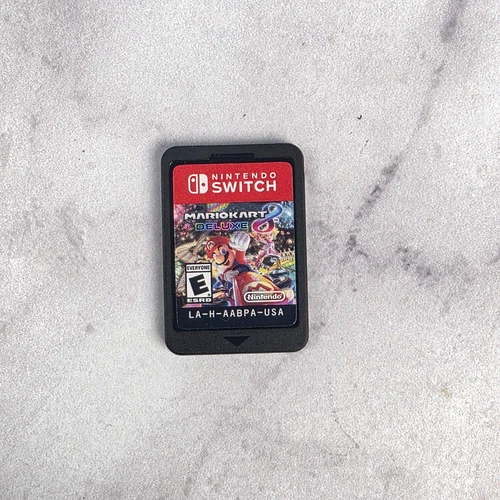 NINTENDO
SWITCH
MARIOKART 8
DELUXE
EVERYONE
E
ESRB
Nintendo
LA-H-AABPA-USA